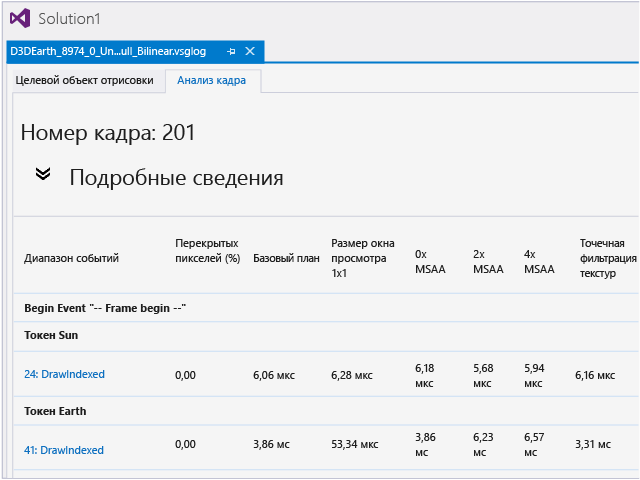 Solution1
D3DEarth_8974_0_Un...ull_Bilinear.vsglog
Целевой объект отрисовки Анализ кадра
Номер кадра: 201
Подробные сведения
Диапазон событий
Перекрытых
пикселей (%)
Базовый план
Размер окна
просмотра
1x1
0x
MSAA
2x
MSAA
4x
MSAA
Точечная
фильтрация
текстур
Begin Event "-- Frame begin --"
Токен Sun
24: DrawIndexed 0,00 6,06 мкс 6,28 мкс
6,18
мкс
5,68
мкс
5,94
мкс
6,16 мкс
Токен Earth
41: DrawIndexed 0,00 3,86 мс 53,34 мкс
3,86
мс
6,23
мс
6,57
мс
3,31 мс